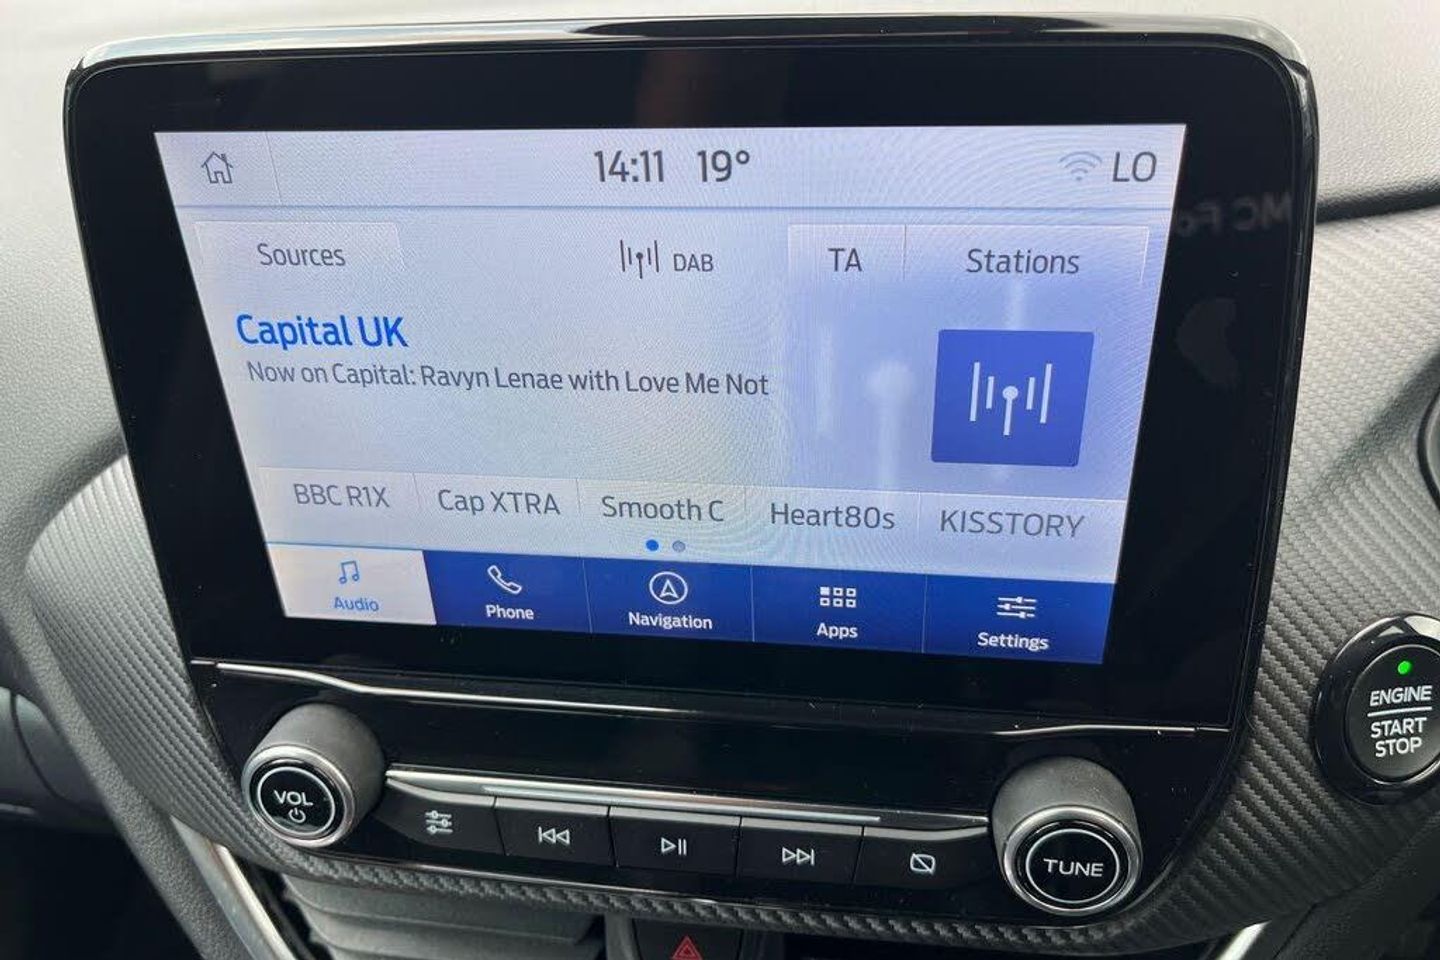 14:11 19° LO
Sources DAB TA Stations
Capital UK
Now on Capital: Ravyn Lenae with Love Me Not
BBC R1X Cap XTRA Smooth C Heart80s KISSTORY
Audio Phone Navigation Apps Settings
ENGINE
START
STOP
VOL
TUNE